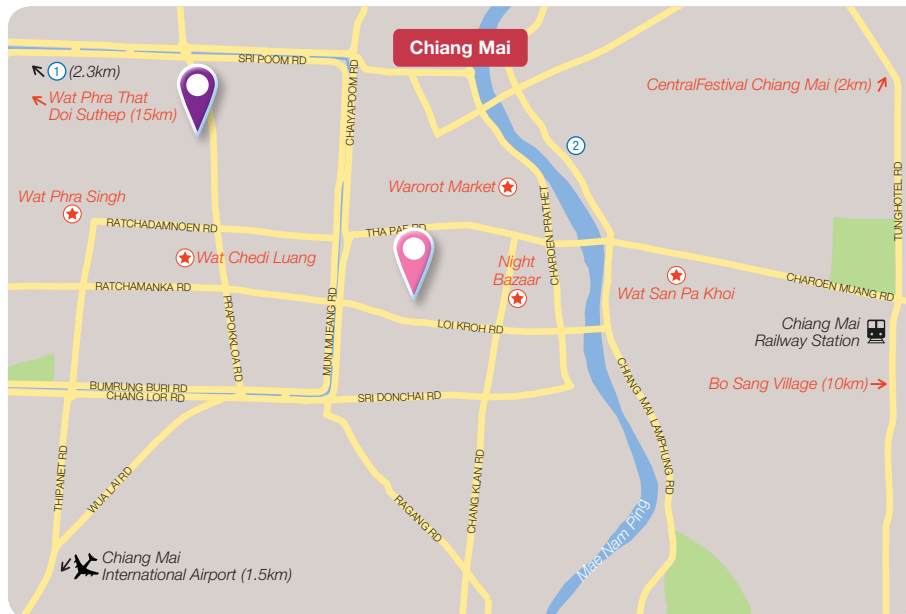 Chiang Mai
SRI POOM RD
1 (2.3km)
Wat Phra That
Doi Suthep (15km)
CHAIYAPOOM RD
CentralFestival Chiang Mai (2km)
2
TUNGHOTEL RD
Wat Phra Singh
Warorot Market
CHAROEN PRATHET
RATCHADAMNOEN RD
THA PAE RD
Wat Chedi Luang
Night
Bazaar
Wat San Pa Khoi
CHAROEN MUANG RD
RATCHAMANKA RD
PRAPOKKLOA RD
MUN MUEANG RD
LOI KROH RD
Chiang Mai
Railway Station
BUMRUNG BURI RD
CHANG LOR RD
SRI DONCHAI RD
Bo Sang Village (10km)
CHIANG MAI LAMPHUNG RD
THIPANET RD
WUA LAI RD
RAGANG RD
CHANG KLAN RD
Mae Nam Ping
Chiang Mai
International Airport (1.5km)